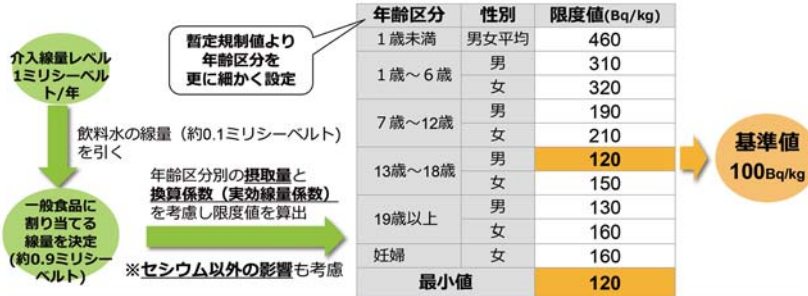 介入線量レベル
1ミリシーベル
ト/年
飲料水の線量（約0.1ミリシーベルト)
を引く
一般食品に
割り当てる
線量を決定
(約0.9ミリシー
ベルト)
年齢区分別の摂取量と
換算係数（実効線量係数）
を考慮し限度値を算出
※セシウム以外の影響も考慮
暫定規制値より
年齢区分を
更に細かく設定
年齢区分 性別 限度値(Bq/kg)
１歳未満 男女平均 460
１歳～６歳 男 310
女 320
７歳～12歳 男 190
女 210
13歳～18歳 男 120
女 150
19歳以上 男 130
女 160
妊婦 女 160
最小値 120
基準値
100Bq/kg